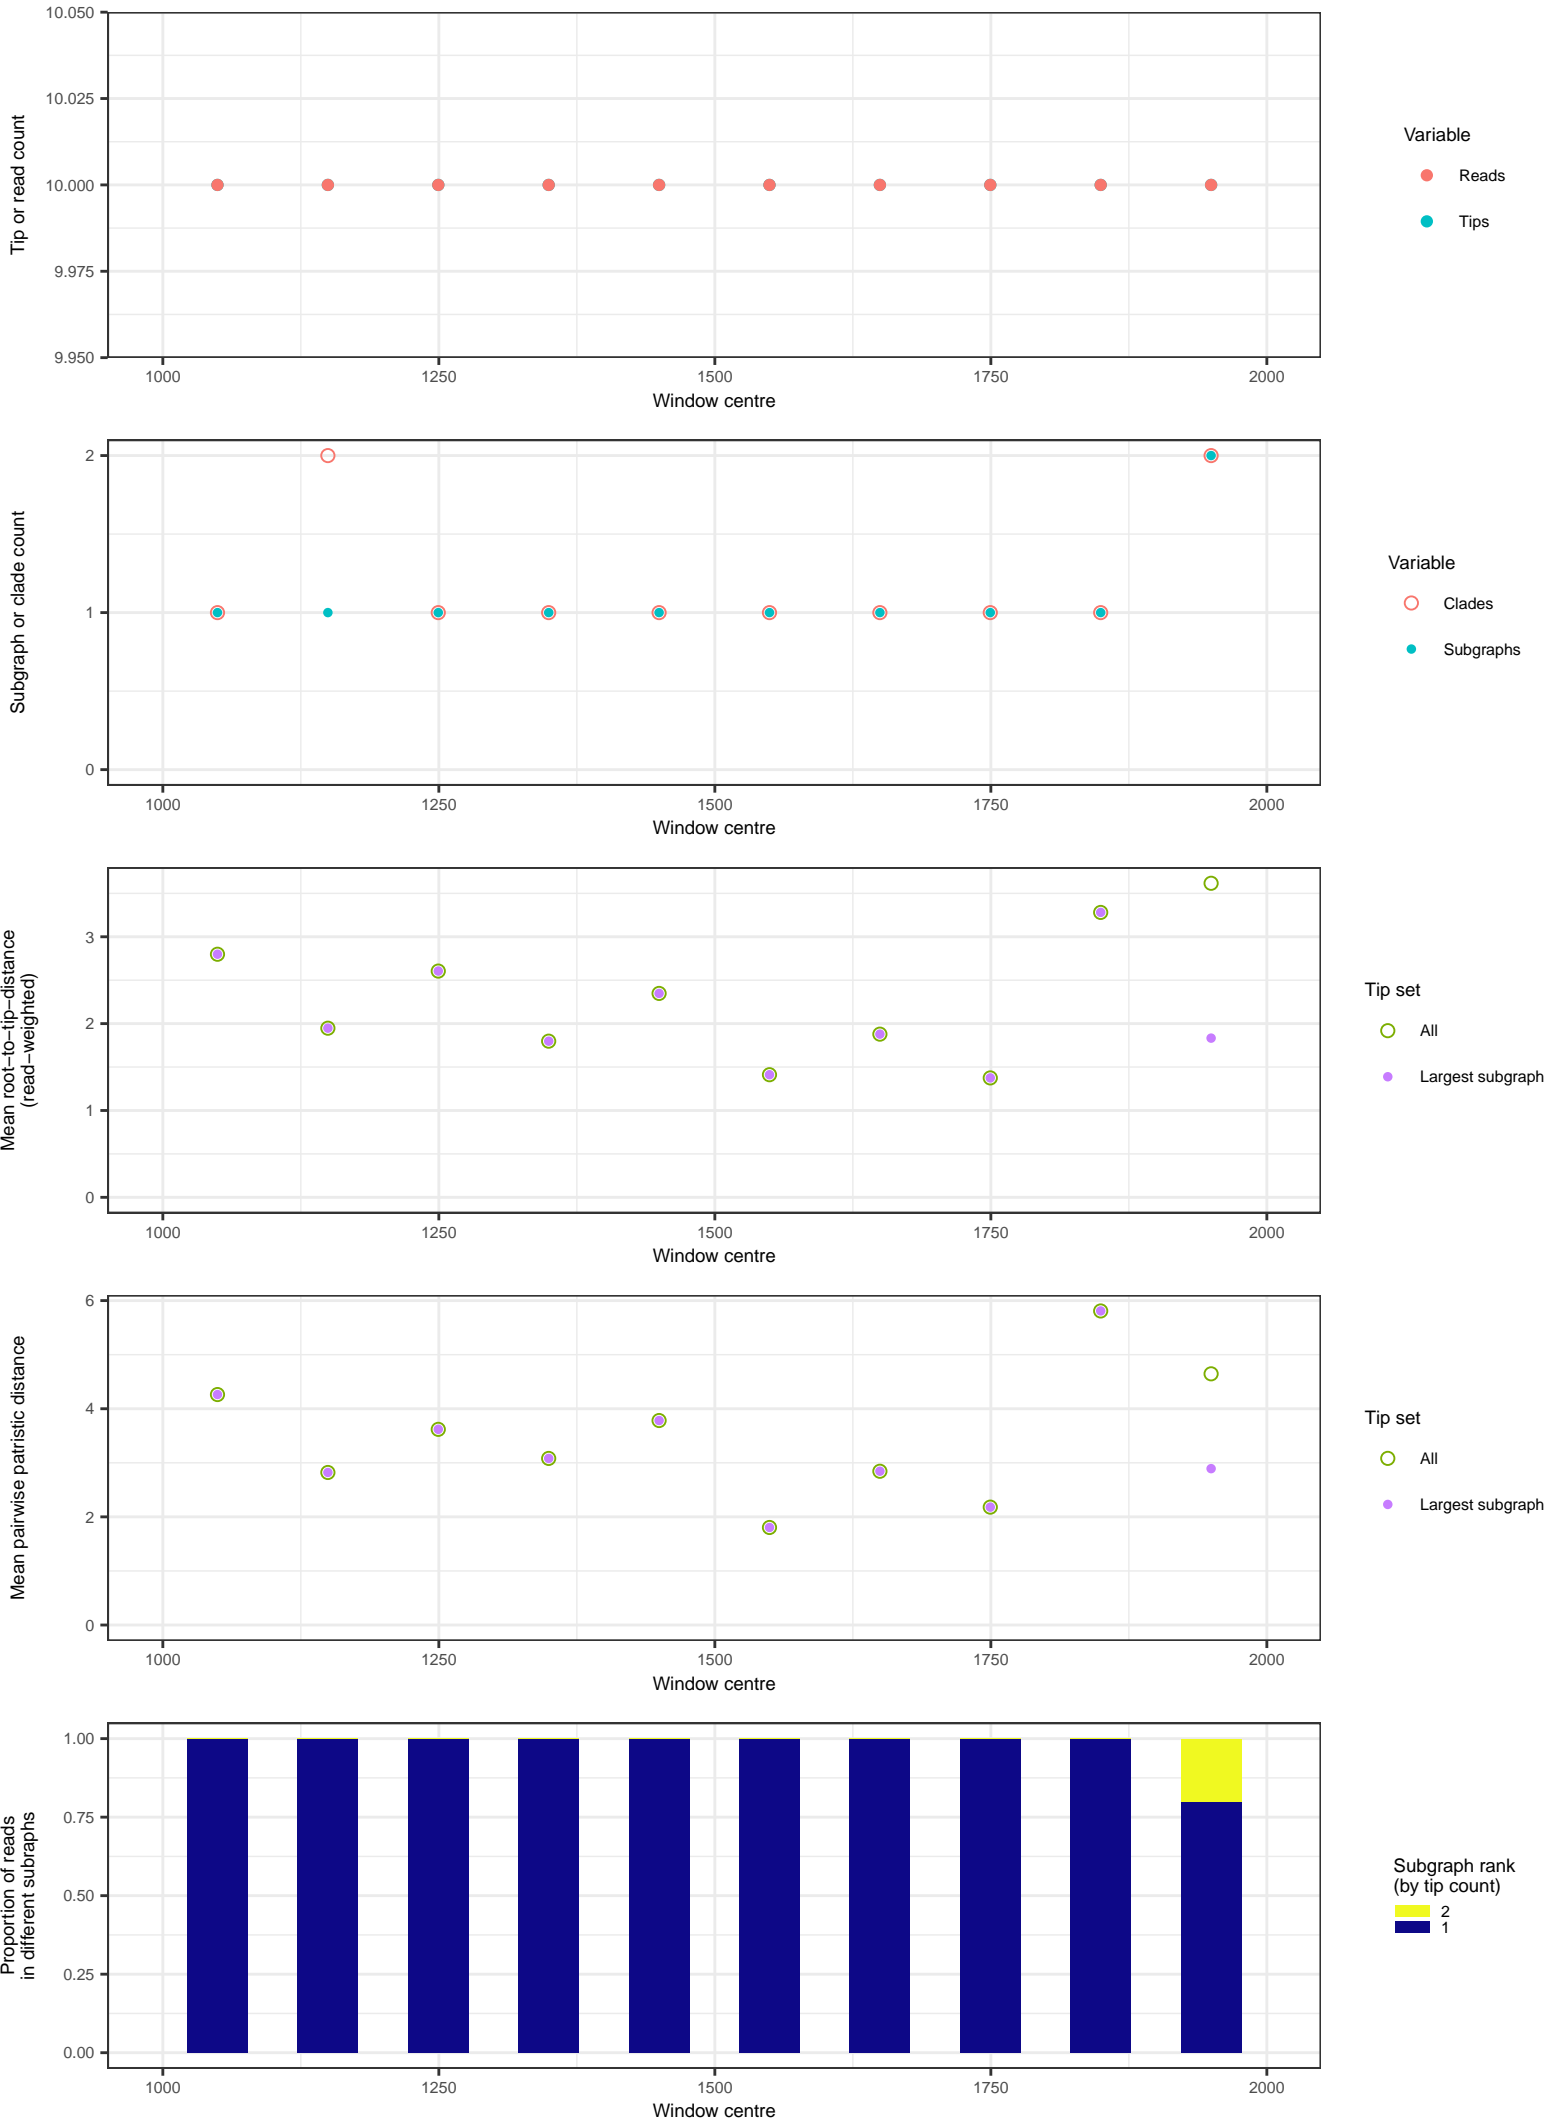 10.050
10.025
10.000
9.975
9.950
Tip or read count
1000 1250 1500 1750 2000
Window centre
Variable
Reads
Tips
2
1
0
Subgraph or clade count
1000 1250 1500 1750 2000
Window centre
Variable
Clades
Subgraphs
3
2
1
0
Mean root−to−tip−distance
(read−weighted)
1000 1250 1500 1750 2000
Window centre
Tip set
All
Largest subgraph
6
4
2
0
Mean pairwise patristic distance
1000 1250 1500 1750 2000
Window centre
Tip set
All
Largest subgraph
1.00
0.75
0.50
0.25
0.00
Proportion of reads
in different subraphs
1000 1250 1500 1750 2000
Window centre
Subgraph rank
(by tip count)
2
1